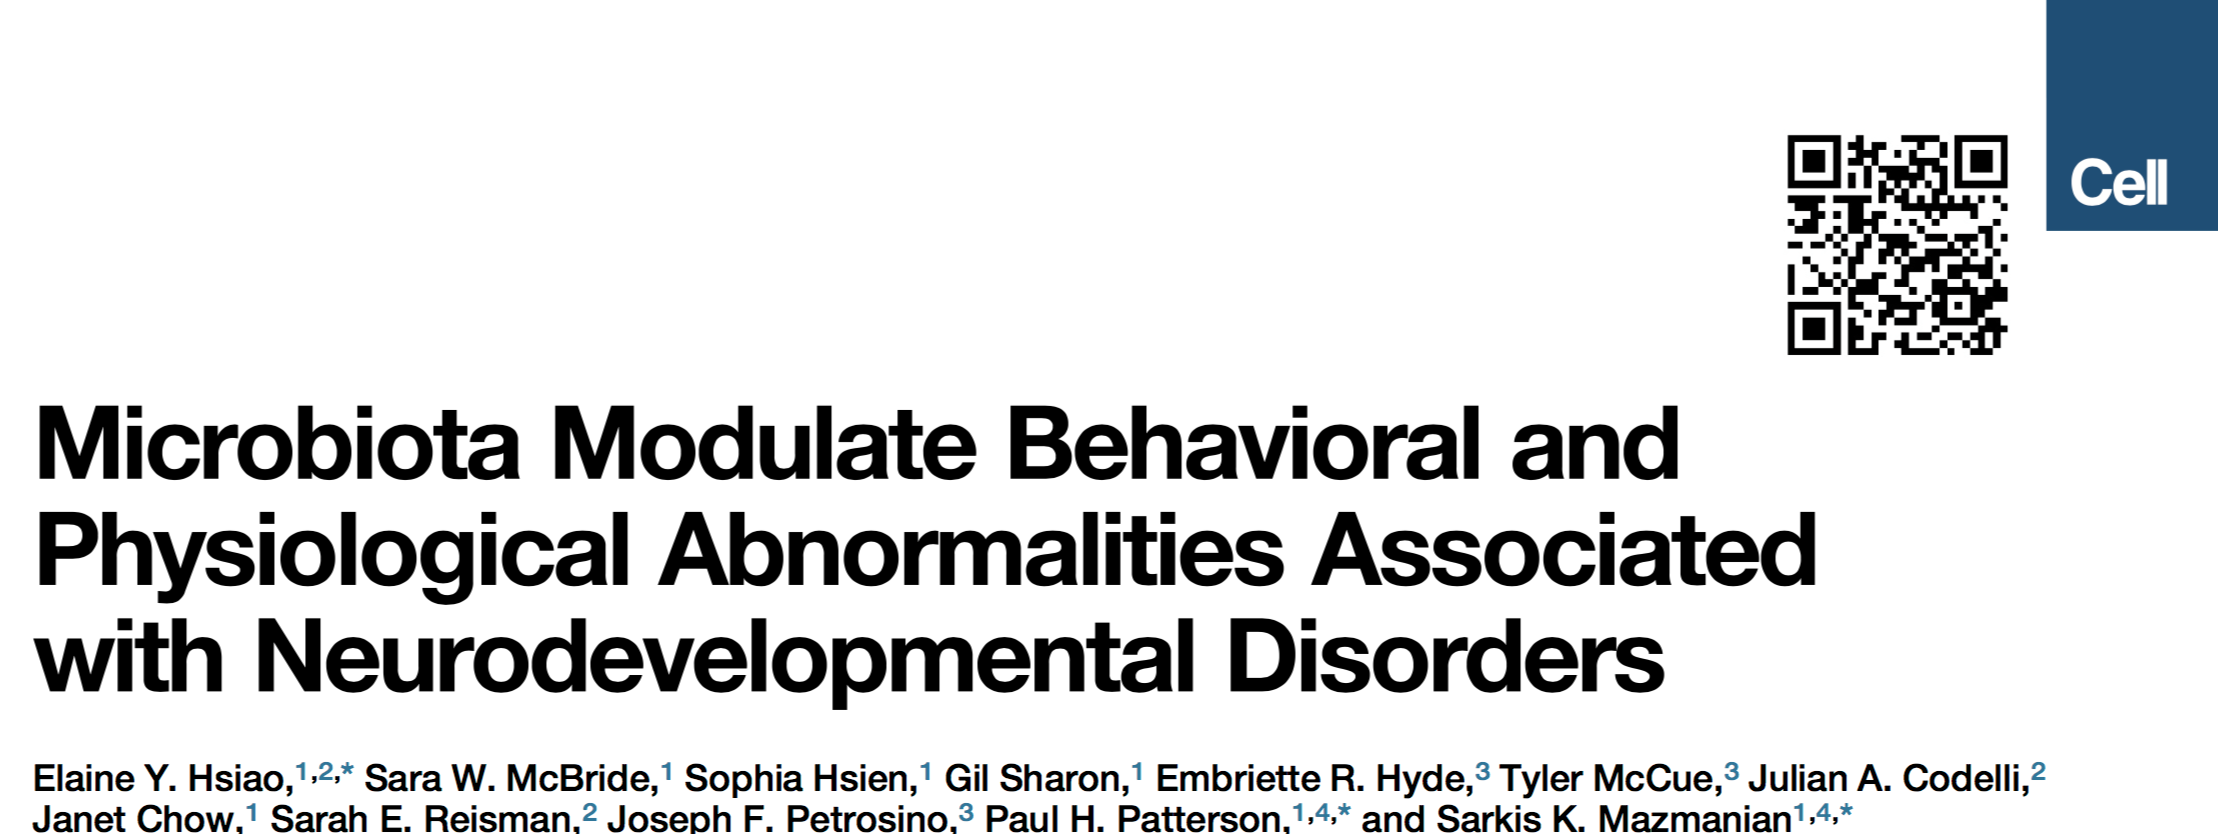 Cell
Microbiota Modulate Behavioral and
Physiological Abnormalities Associated
with Neurodevelopmental Disorders
Elaine Y. Hsiao,1,2,* Sara W. McBride,1 Sophia Hsien,1 Gil Sharon,1 Embriette R. Hyde,3 Tyler McCue,3 Julian A. Codelli,2
Janet Chow,1 Sarah E. Reisman,2 Joseph F. Petrosino,3 Paul H. Patterson,1,4,* and Sarkis K. Mazmanian1,4,*